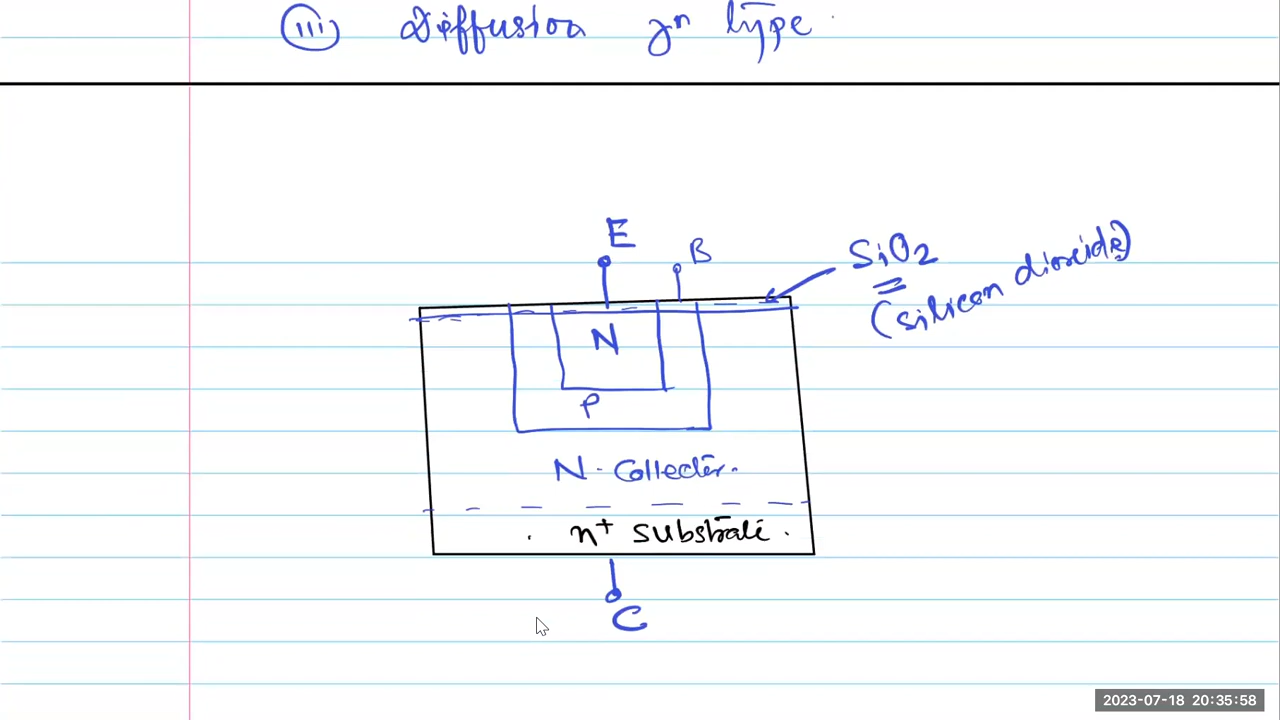 (iii) Diffusion jⁿ type.
E
B
SiO2
(silicon dioxide)
N
P
N-Collector.
n+ substrate.
C
2023-07-18 20:35:58